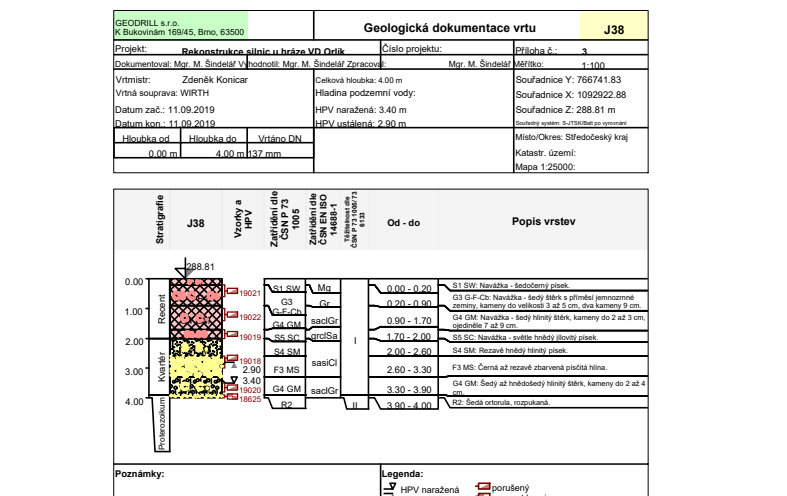 GEODRILL s.r.o.
K Bukovinám 169/45, Brno, 63500
Geologická dokumentace vrtu
J38
Projekt: Rekonstrukce silnic u hráze VD Orlík
Číslo projektu:
Příloha č.: 3
Dokumentoval: Mgr. M. Šindelář Vyhodnotil: Mgr. M. Šindelář Zpracoval: Mgr. M. Šindelář
Měřítko: 1:100
Vrtmistr: Zdeněk Konicar
Vrtná souprava: WIRTH
Datum zač.: 11.09.2019
Datum kon.: 11.09.2019
Celková hloubka: 4.00 m
Hladina podzemní vody:
HPV naražená: 3.40 m
HPV ustálená: 2.90 m
Souřadnice Y: 766741.83
Souřadnice X: 1092922.88
Souřadnice Z: 288.81 m
Souřadný systém: S-JTSK/Balt po vyrovnání
Hloubka od Hloubka do Vrtáno DN
0.00 m 4.00 m 137 mm
Místo/Okres: Středočeský kraj
Katastr. území:
Mapa 1:25000:
Stratigrafie
J38
Vzorky a HPV
Zatřídění dle ČSN P 73 1005
Zatřídění dle ČSN EN ISO 14688-1
Těžitelnost dle ČSN P 73 1005/73 6133
Od - do
Popis vrstev
288.81
0.00
1.00
2.00
3.00
4.00
Recent
Kvartér
Proterozoikum
19021
19022
19019
19018
2.90
3.40
19020
18625
S1 SW
G3 G-F-Cb
G4 GM
S5 SC
S4 SM
F3 MS
G4 GM
R2
Mg
Gr
saclGr
grclSa
sasiCl
saclGr
I
II
0.00 - 0.20
S1 SW: Navážka - šedočerný písek.
0.20 - 0.90
G3 G-F-Cb: Navážka - šedý štěrk s příměsí jemnozrnné
zeminy, kameny do velikosti 3 až 5 cm, dva kameny 9 cm.
0.90 - 1.70
G4 GM: Navážka - šedý hlinitý štěrk, kameny do 2 až 3 cm,
ojediněle 7 až 9 cm.
1.70 - 2.00
S5 SC: Navážka - světle hnědý jílovitý písek.
2.00 - 2.60
S4 SM: Rezavě hnědý hlinitý písek.
2.60 - 3.30
F3 MS: Černá až rezavě zbarvená písčitá hlína.
3.30 - 3.90
G4 GM: Šedý až hnědošedý hlinitý štěrk, kameny do 2 až 4
cm.
3.90 - 4.00
R2: Šedá ortorula, rozpukaná.
Poznámky:
Legenda:
HPV naražená
porušený